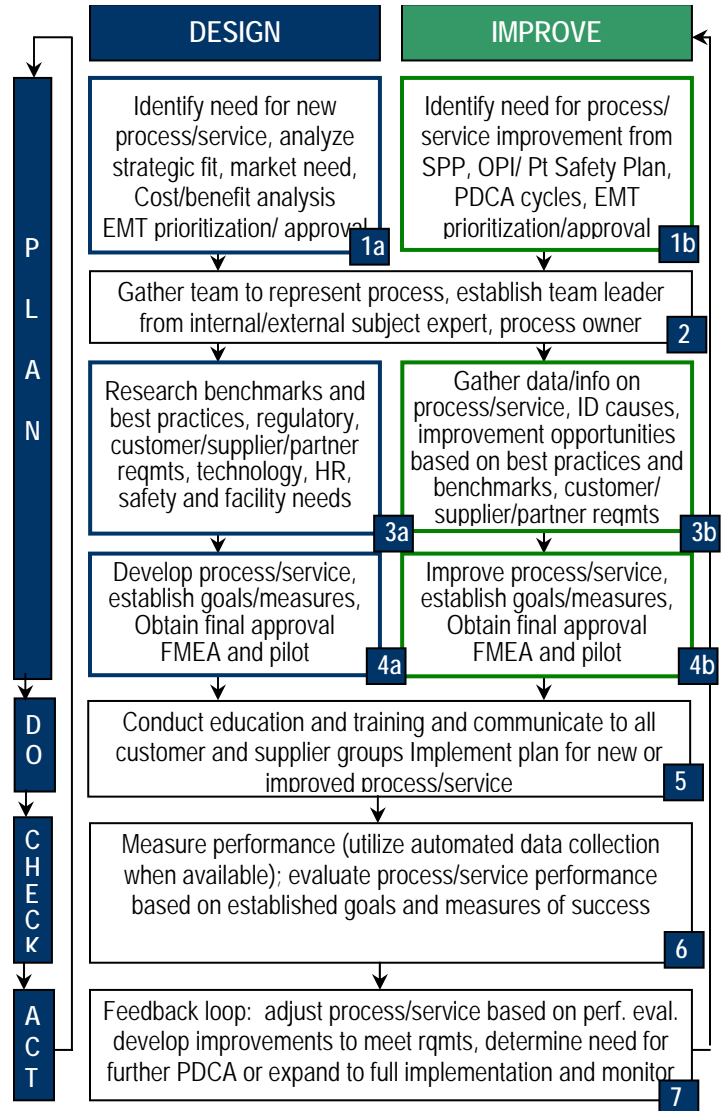 DESIGN
IMPROVE
PLAN
Identify need for new
process/service, analyze
strategic fit, market need,
Cost/benefit analysis
EMT prioritization/ approval
1a
Identify need for process/
service improvement from
SPP, OPI/ Pt Safety Plan,
PDCA cycles, EMT
prioritization/approval
1b
Gather team to represent process, establish team leader
from internal/external subject expert, process owner
2
Research benchmarks and
best practices, regulatory,
customer/supplier/partner
reqmts, technology, HR,
safety and facility needs
3a
Gather data/info on
process/service, ID causes,
improvement opportunities
based on best practices and
benchmarks, customer/
supplier/partner reqmts
3b
Develop process/service,
establish goals/measures,
Obtain final approval
FMEA and pilot
4a
Improve process/service,
establish goals/measures,
Obtain final approval
FMEA and pilot
4b
DO
Conduct education and training and communicate to all
customer and supplier groups Implement plan for new or
improved process/service
5
CHECK
Measure performance (utilize automated data collection
when available); evaluate process/service performance
based on established goals and measures of success
6
ACT
Feedback loop: adjust process/service based on perf. eval.
develop improvements to meet rqmts, determine need for
further PDCA or expand to full implementation and monitor
7